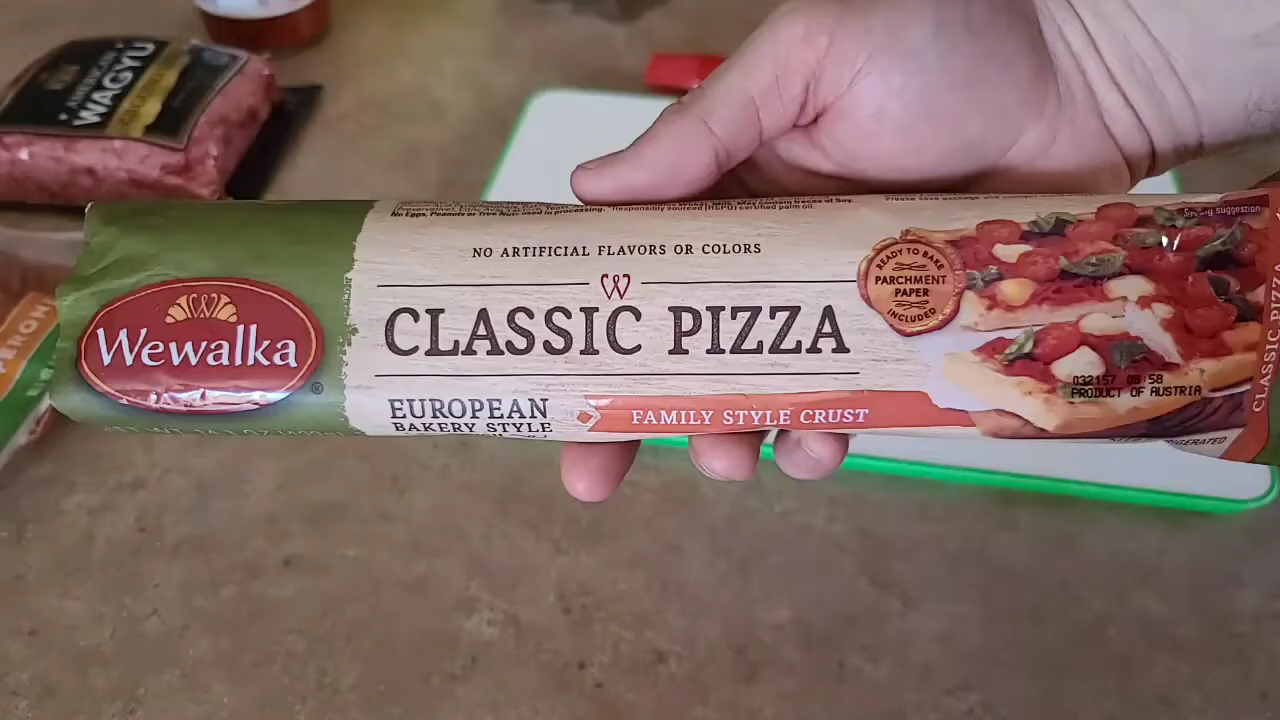 AMERICAN
WAGYU
No Eggs, Peanuts or Tree Nuts used in processing. Responsibly sourced (RSPO) certified palm oil.
NO ARTIFICIAL FLAVORS OR COLORS
W
CLASSIC PIZZA
Wewalka®
EUROPEAN
BAKERY STYLE
FAMILY STYLE CRUST
READY TO BAKE
PARCHMENT
PAPER
INCLUDED
Serving suggestion
032157 08:58
PRODUCT OF AUSTRIA
CLASSIC PIZZA